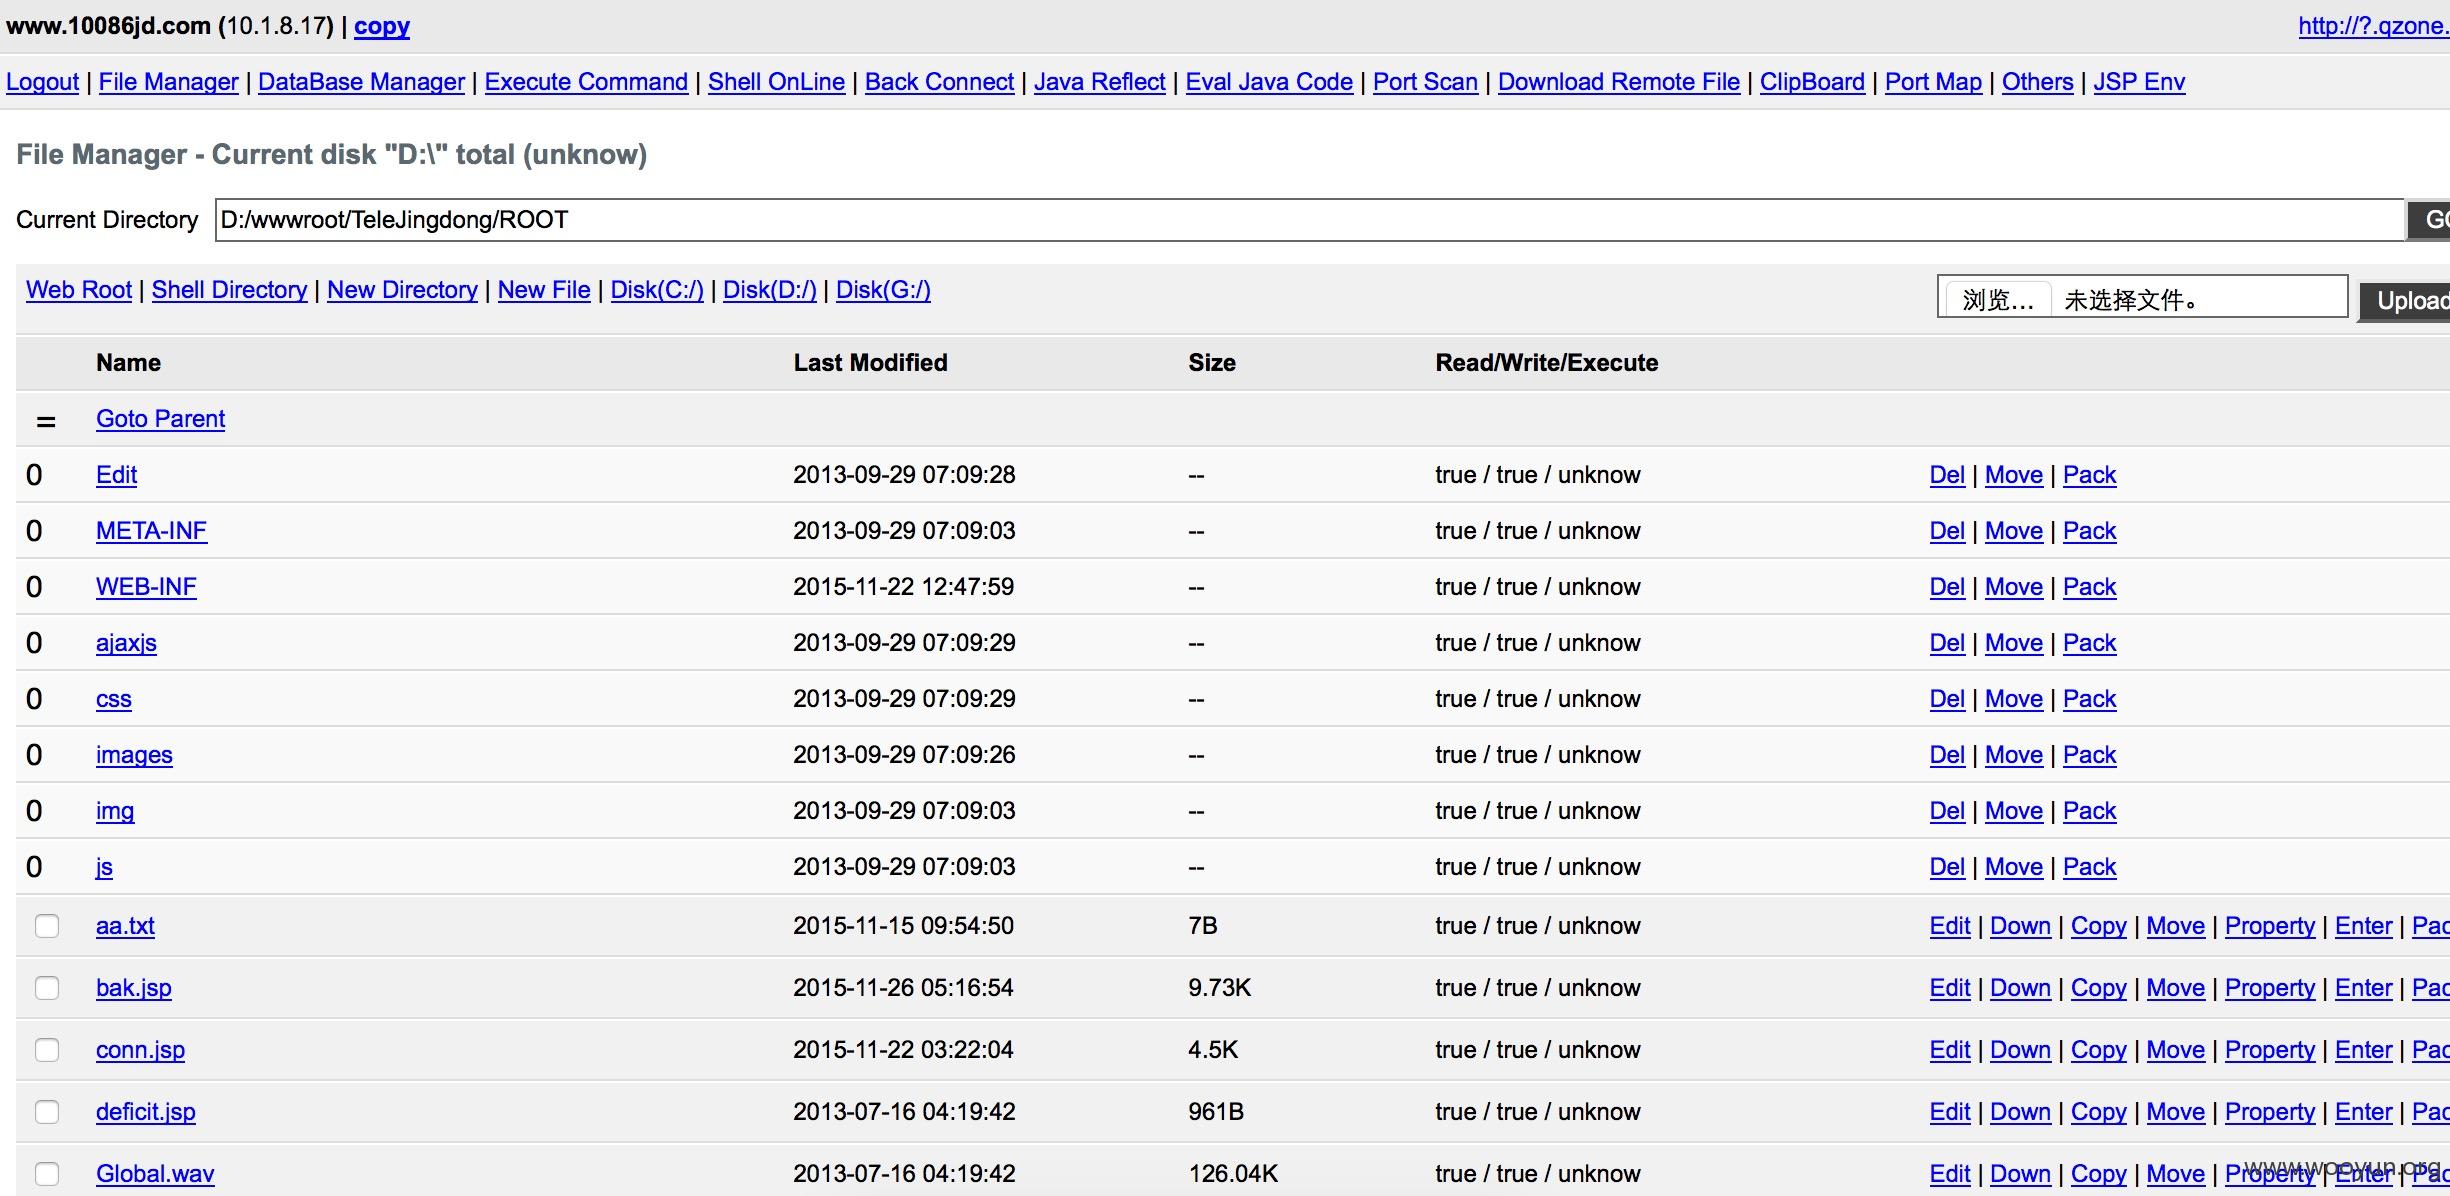 www.10086jd.com (10.1.8.17) | copy http://?.qzone.
Logout | File Manager | DataBase Manager | Execute Command | Shell OnLine | Back Connect | Java Reflect | Eval Java Code | Port Scan | Download Remote File | ClipBoard | Port Map | Others | JSP Env
File Manager - Current disk "D:\" total (unknow)
Current Directory D:/wwwroot/TeleJingdong/ROOT GO
Web Root | Shell Directory | New Directory | New File | Disk(C:/) | Disk(D:/) | Disk(G:/) 浏览... 未选择文件。 Upload
Name Last Modified Size Read/Write/Execute
= Goto Parent
0 Edit 2013-09-29 07:09:28 -- true / true / unknow Del | Move | Pack
0 META-INF 2013-09-29 07:09:03 -- true / true / unknow Del | Move | Pack
0 WEB-INF 2015-11-22 12:47:59 -- true / true / unknow Del | Move | Pack
0 ajaxjs 2013-09-29 07:09:29 -- true / true / unknow Del | Move | Pack
0 css 2013-09-29 07:09:29 -- true / true / unknow Del | Move | Pack
0 images 2013-09-29 07:09:26 -- true / true / unknow Del | Move | Pack
0 img 2013-09-29 07:09:03 -- true / true / unknow Del | Move | Pack
0 js 2013-09-29 07:09:03 -- true / true / unknow Del | Move | Pack
aa.txt 2015-11-15 09:54:50 7B true / true / unknow Edit | Down | Copy | Move | Property | Enter | Pac
bak.jsp 2015-11-26 05:16:54 9.73K true / true / unknow Edit | Down | Copy | Move | Property | Enter | Pac
conn.jsp 2015-11-22 03:22:04 4.5K true / true / unknow Edit | Down | Copy | Move | Property | Enter | Pac
deficit.jsp 2013-07-16 04:19:42 961B true / true / unknow Edit | Down | Copy | Move | Property | Enter | Pac
Global.wav 2013-07-16 04:19:42 126.04K true / true / unknow Edit | Down | Copy | Move | Property | Enter | Pac
www.wooyun.org